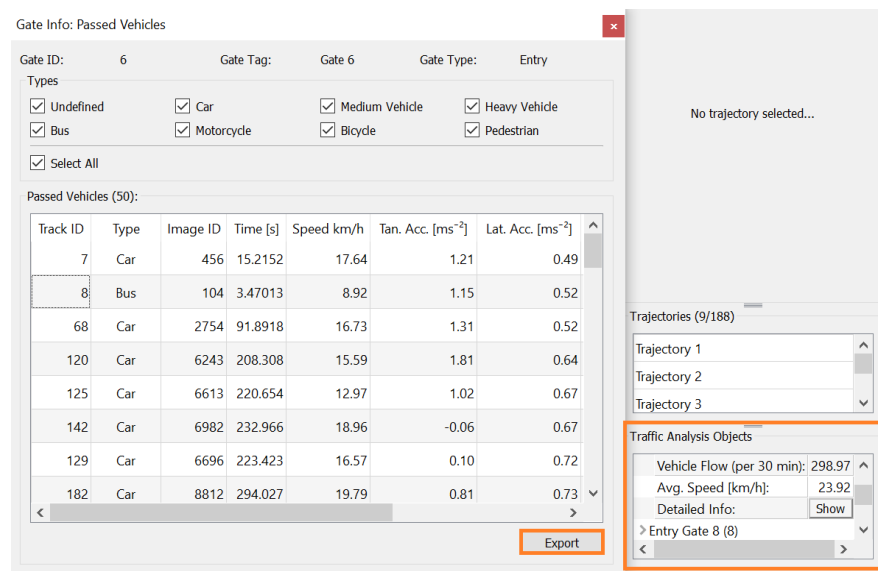 Gate Info: Passed Vehicles
Gate ID: 6 Gate Tag: Gate 6 Gate Type: Entry
Types
Undefined Car Medium Vehicle Heavy Vehicle
Bus Motorcycle Bicycle Pedestrian
Select All
Passed Vehicles (50):
Track ID Type Image ID Time [s] Speed km/h Tan. Acc. [ms⁻²] Lat. Acc. [ms⁻²]
7 Car 456 15.2152 17.64 1.21 0.49
8 Bus 104 3.47013 8.92 1.15 0.52
68 Car 2754 91.8918 16.73 1.31 0.52
120 Car 6243 208.308 15.59 1.81 0.64
125 Car 6613 220.654 12.97 1.02 0.67
142 Car 6982 232.966 18.96 -0.06 0.67
129 Car 6696 223.423 16.57 0.10 0.72
182 Car 8812 294.027 19.79 0.81 0.73
Export
No trajectory selected...
Trajectories (9/188)
Trajectory 1
Trajectory 2
Trajectory 3
Traffic Analysis Objects
Vehicle Flow (per 30 min): 298.97
Avg. Speed [km/h]: 23.92
Detailed Info: Show
Entry Gate 8 (8)